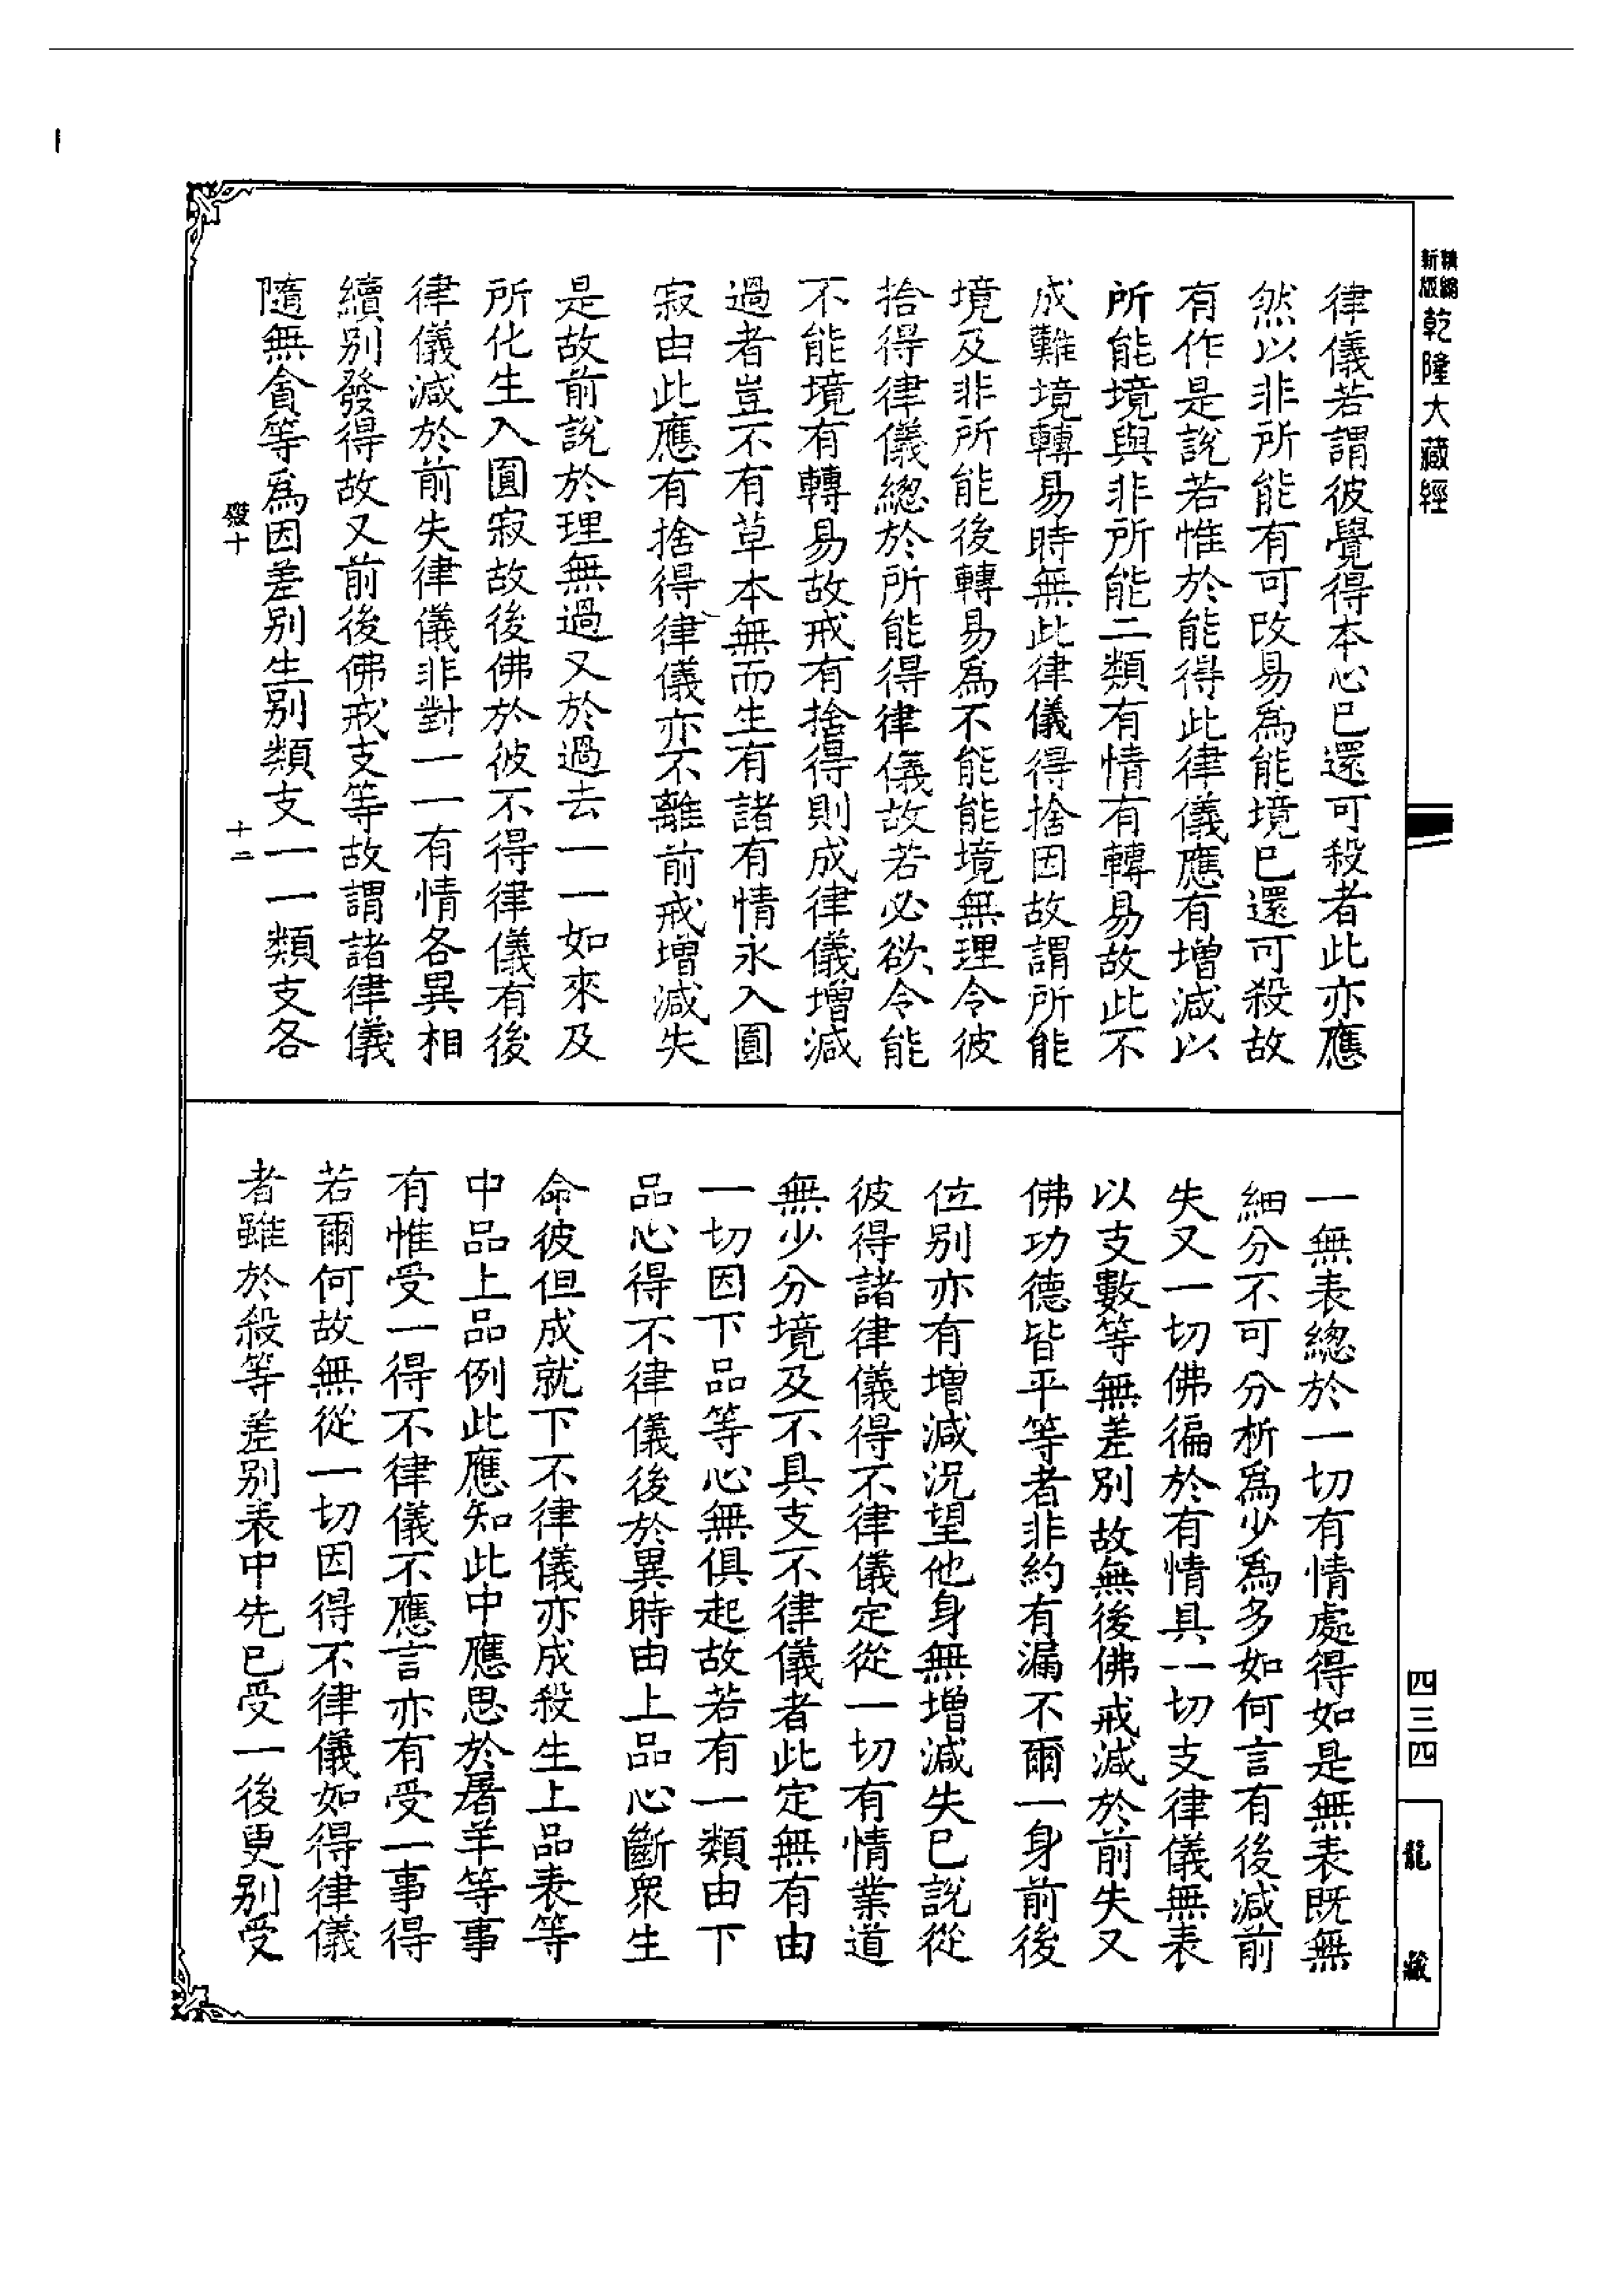 新編
縮版
乾隆大藏經
律儀若謂彼覺得本心已還可殺者此亦應
然以非所能有可改易為能境已還可殺故
有作是說若惟於能得此律儀應有增減以
所能境與非所能二類有情有轉易故此不
成難境轉易時無此律儀得捨因故謂所能
境及非所能後轉易為不能能境無理令彼
捨得律儀總於所能得律儀故若必欲令能
不能境有轉易故戒有捨得則成律儀增減
過者豈不有草本無而生有諸有情永入圓
寂由此應有捨得律儀亦不離前戒增減失
是故前說於理無過又於過去一一如來及
所化生入圓寂故後佛於彼不得律儀有後
律儀減於前失律儀非對一一有情各異相
續別發得故又前後佛戒支等故謂諸律儀
隨無貪等為因差別生別類支一一類支各
發十
十二
一無表總於一切有情處得如是無表既無
細分不可分析為少為多如何言有後減前
失又一切佛徧於有情具一切支律儀無表
以支數等無差別故無後佛戒減於前失又
佛功德皆平等者非約有漏不爾一身前後
位別亦有增減況望他身無增減失已說從
彼得諸律儀得不律儀定從一切有情業道
無少分境及不具支不律儀者此定無有由
一切因下品等心無俱起故若有一類由下
品心得不律儀後於異時由上品心斷眾生
命彼但成就下不律儀亦成殺生上品表等
中品上品例此應知此中應思於屠羊等事
有惟受一得不律儀不應言亦有受一事得
若爾何故無從一切因得不律儀如得律儀
者雖於殺等差別表中先已受一後更別受
四三四
龍藏